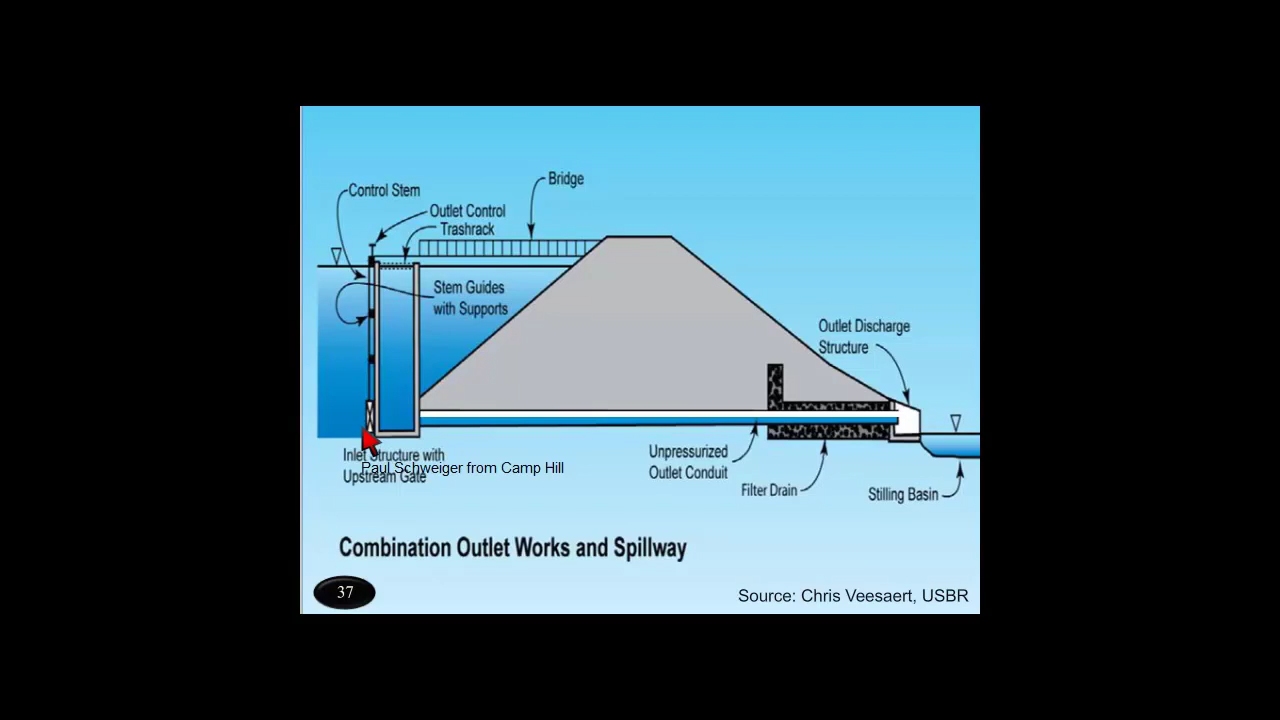 Bridge
Control Stem
Outlet Control
Trashrack
Stem Guides
with Supports
Outlet Discharge
Structure
Inlet Structure with
Upstream Gate
Paul Schweiger from Camp Hill
Unpressurized
Outlet Conduit
Filter Drain
Stilling Basin
Combination Outlet Works and Spillway
37
Source: Chris Veesaert, USBR